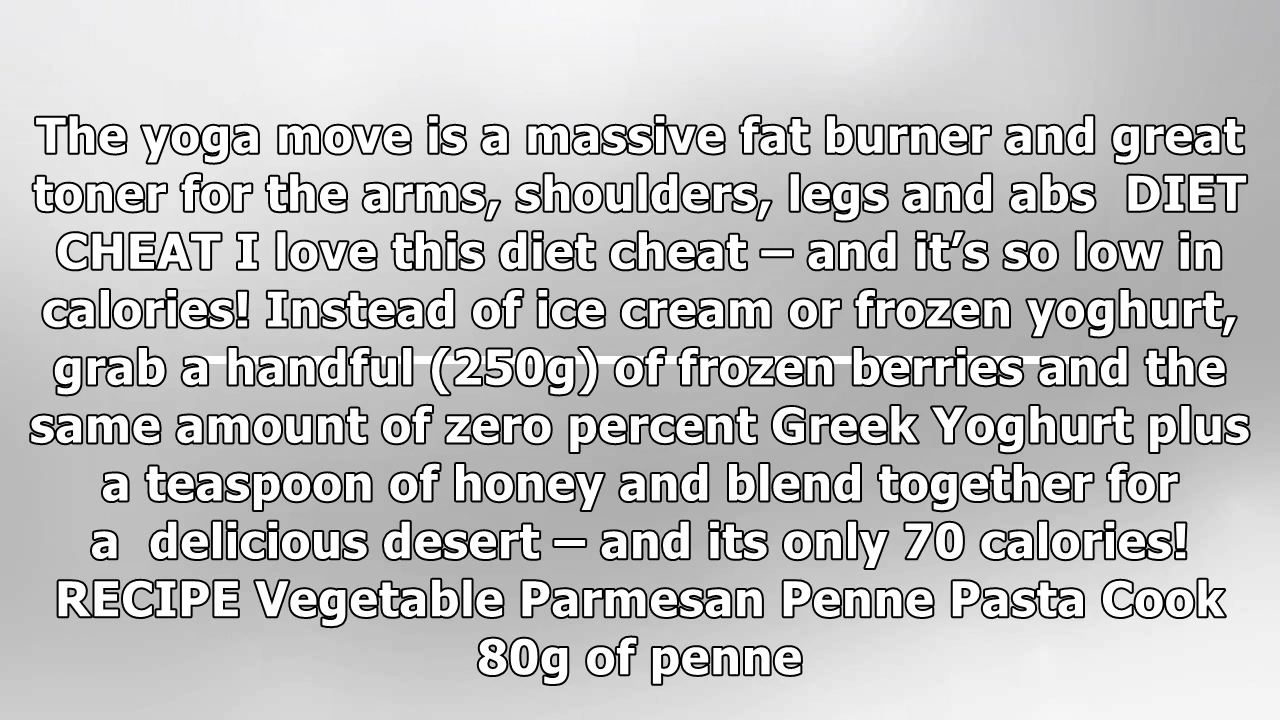 The yoga move is a massive fat burner and great
toner for the arms, shoulders, legs and abs  DIET
CHEAT I love this diet cheat – and it’s so low in
calories! Instead of ice cream or frozen yoghurt,
grab a handful (250g) of frozen berries and the
same amount of zero percent Greek Yoghurt plus
a teaspoon of honey and blend together for
a  delicious desert – and its only 70 calories!
RECIPE Vegetable Parmesan Penne Pasta Cook
80g of penne